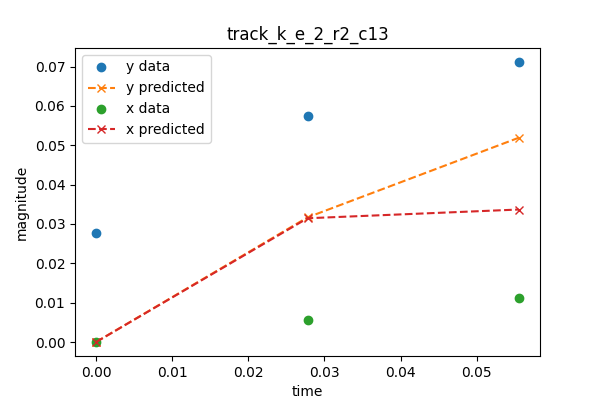 track_k_e_2_r2_c13
y data
y predicted
x data
x predicted
0.07
0.06
0.05
0.04
0.03
0.02
0.01
0.00
magnitude
0.00 0.01 0.02 0.03 0.04 0.05
time